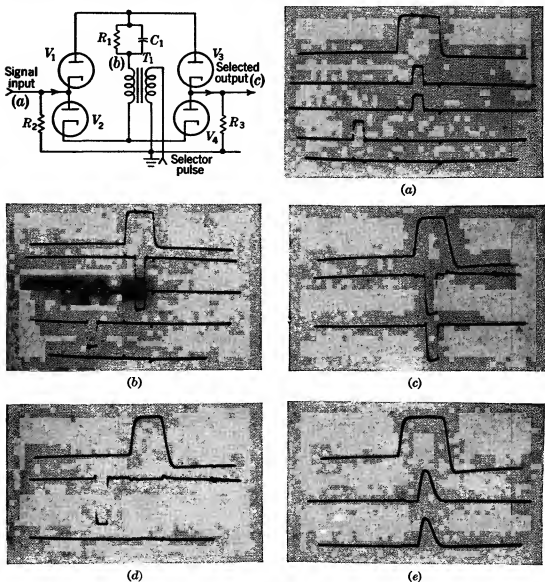 R₁
C₁
V₁
(b)
T₁
V₃
Signal
input
(a)
Selected
output (c)
R₂
V₂
V₄
R₃
Selector
pulse
(a)
(b)
(c)
(d)
(e)